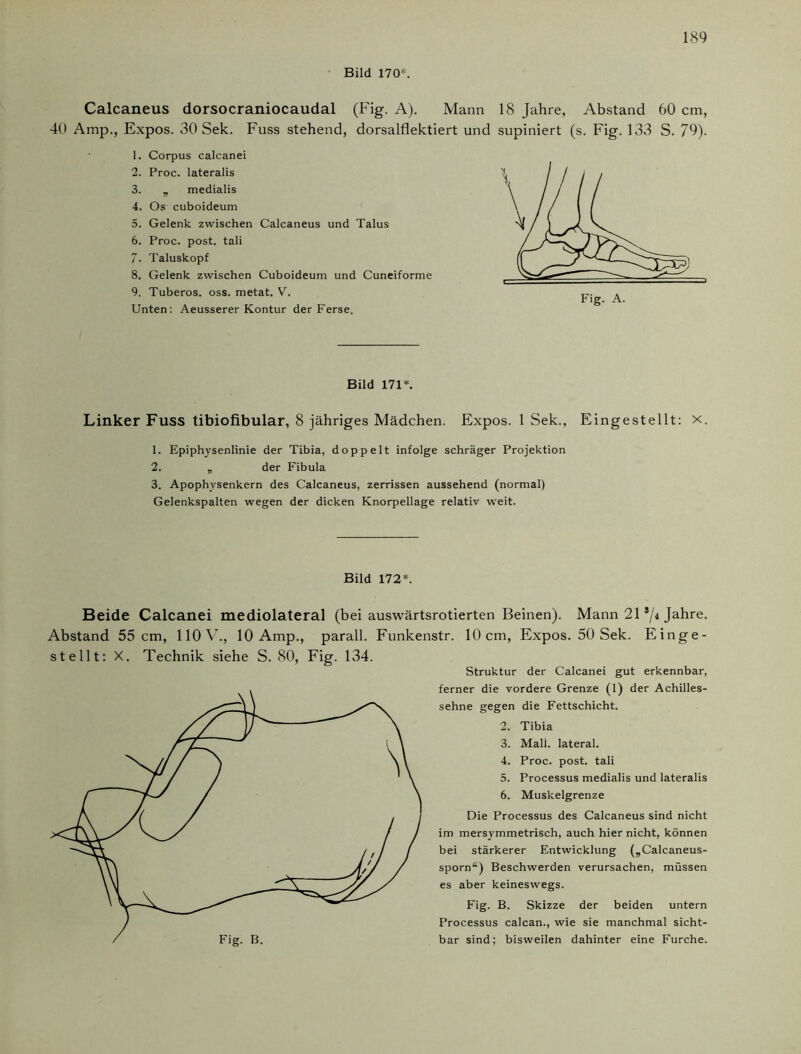 189
Bild 170*.
Calcaneus dorsocraniocaudal (Fig. A). Mann 18 Jahre, Abstand 60 cm,
40 Amp., Expos. 30 Sek. Fuss stehend, dorsalflektiert und supiniert (s. Fig. 133 S. 79).
1. Corpus calcanei
2. Proc. lateralis
3. „ medialis
4. Os cuboideum
5. Gelenk zwischen Calcaneus und Talus
6. Proc. post. tali
7. Taluskopf
8. Gelenk zwischen Cuboideum und Cuneiforme
9. Tuberos. oss. metat. V.
Unten: Aeusserer Kontur der Ferse.
Fig. A.
Bild 171*.
Linker Fuss tibiofibular, 8 jähriges Mädchen. Expos. 1 Sek., Eingestellt: X.
1. Epiphysenlinie der Tibia, doppelt infolge schräger Projektion
2. „ der Fibula
3. Apophysenkern des Calcaneus, zerrissen aussehend (normal)
Gelenkspalten wegen der dicken Knorpellage relativ weit.
Bild 172*.
Beide Calcanei mediolateral (bei auswärtsrotierten Beinen). Mann 21 ³/₄ Jahre.
Abstand 55 cm, 110 V., 10 Amp., parall. Funkenstr. 10 cm, Expos. 50 Sek. Einge-
stellt: X. Technik siehe S. 80, Fig. 134.
Struktur der Calcanei gut erkennbar,
ferner die vordere Grenze (1) der Achilles-
sehne gegen die Fettschicht.
2. Tibia
3. Mall. lateral.
4. Proc. post. tali
5. Processus medialis und lateralis
6. Muskelgrenze
Die Processus des Calcaneus sind nicht
im mersymmetrisch, auch hier nicht, können
bei stärkerer Entwicklung („Calcaneus-
sporn“) Beschwerden verursachen, müssen
es aber keineswegs.
Fig. B. Skizze der beiden untern
Processus calcan., wie sie manchmal sicht-
bar sind; bisweilen dahinter eine Furche.
Fig. B.